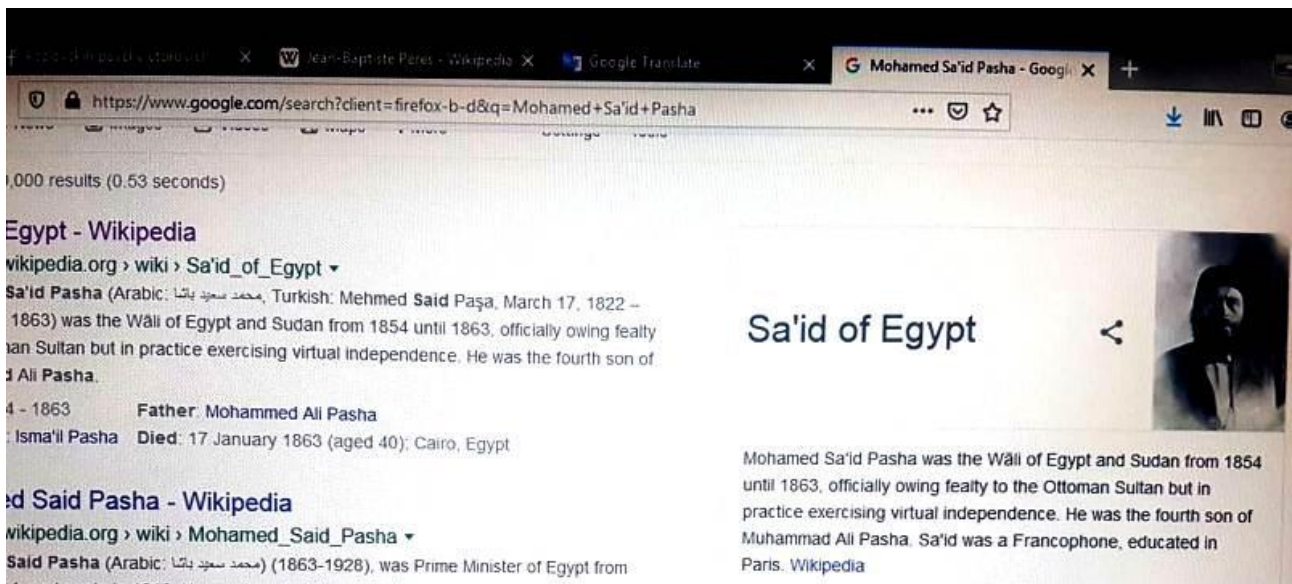 Jean-Baptiste Pérès - Wikipedia
Google Translate
Mohamed Sa'id Pasha - Googl
https://www.google.com/search?client=firefox-b-d&q=Mohamed+Sa'id+Pasha
,000 results (0.53 seconds)
Egypt - Wikipedia
wikipedia.org › wiki › Sa'id_of_Egypt
Sa'id Pasha (Arabic: محمد سعيد باشا, Turkish: Mehmed Said Paşa, March 17, 1822 –
1863) was the Wāli of Egypt and Sudan from 1854 until 1863, officially owing fealty
an Sultan but in practice exercising virtual independence. He was the fourth son of
d Ali Pasha.
4 - 1863 Father: Mohammed Ali Pasha
: Isma'il Pasha Died: 17 January 1863 (aged 40); Cairo, Egypt
ed Said Pasha - Wikipedia
wikipedia.org › wiki › Mohamed_Said_Pasha
Said Pasha (Arabic: محمد سعيد باشا) (1863-1928), was Prime Minister of Egypt from
Sa'id of Egypt
Mohamed Sa'id Pasha was the Wāli of Egypt and Sudan from 1854
until 1863, officially owing fealty to the Ottoman Sultan but in
practice exercising virtual independence. He was the fourth son of
Muhammad Ali Pasha. Sa'id was a Francophone, educated in
Paris. Wikipedia